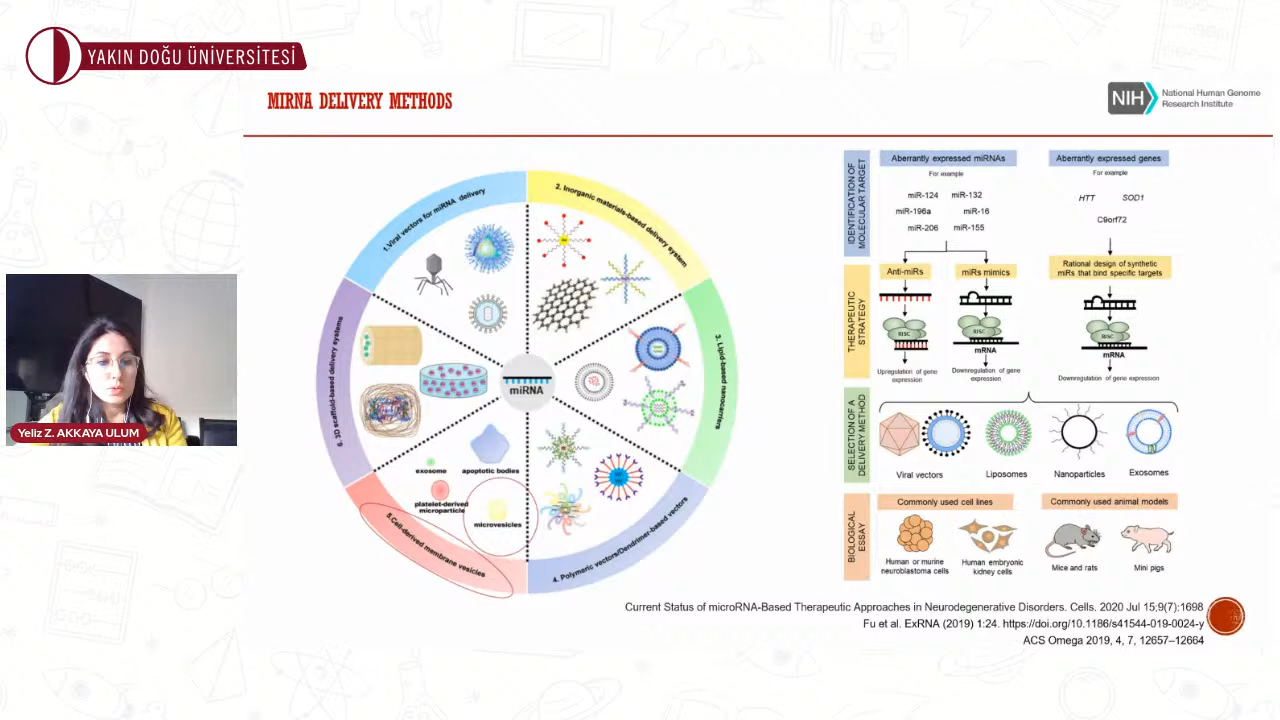 YAKIN DOĞU ÜNİVERSİTESİ
MIRNA DELIVERY METHODS
NIH
National Human Genome
Research Institute
1.Viral vectors for miRNA delivery
2. Inorganic materials-based delivery system
3. Lipid-based nanocarriers
4. Polymeric vectors/Dendrimer-based vectors
5.Cell-derived membrane vesicles
6. 3D scaffold-based delivery systems
miRNA
exosome
apoptotic bodies
platelet-derived
microparticle
microvesicles
IDENTIFICATION OF
MOLECULAR TARGET
Aberrantly expressed miRNAs
For example
miR-124 miR-132
miR-196a miR-16
miR-206 miR-155
Aberrantly expressed genes
For example
HTT SOD1
C9orf72
THERAPEUTIC
STRATEGY
Anti-miRs
miRs mimics
Rational design of synthetic
miRs that bind specific targets
RISC
RISC
RISC
mRNA
mRNA
Upregulation of gene
expression
Downregulation of gene
expression
Downregulation of gene expression
SELECTION OF A
DELIVERY METHOD
Viral vectors
Liposomes
Nanoparticles
Exosomes
BIOLOGICAL
ESSAY
Commonly used cell lines
Commonly used animal models
Human or murine
neuroblastoma cells
Human embryonic
kidney cells
Mice and rats
Mini pigs
Yeliz Z. AKKAYA ULUM
Current Status of microRNA-Based Therapeutic Approaches in Neurodegenerative Disorders. Cells. 2020 Jul 15;9(7):1698
Fu et al. ExRNA (2019) 1:24. https://doi.org/10.1186/s41544-019-0024-y
ACS Omega 2019, 4, 7, 12657–12664